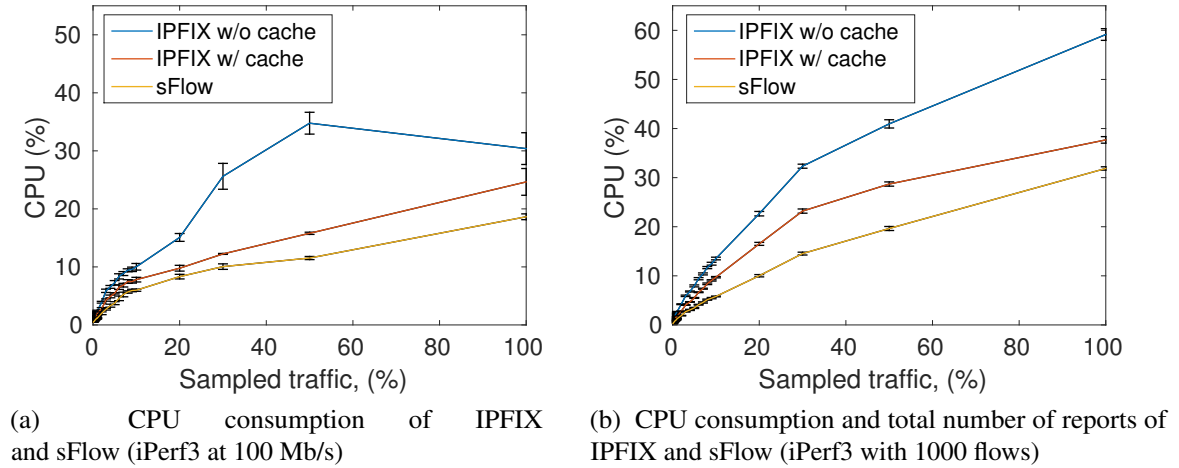 50
40
30
20
10
0
CPU (%)
IPFIX w/o cache
IPFIX w/ cache
sFlow
0 20 40 60 80 100
Sampled traffic, (%)
(a) CPU consumption of IPFIX
and sFlow (iPerf3 at 100 Mb/s)
60
50
40
30
20
10
0
CPU (%)
IPFIX w/o cache
IPFIX w/ cache
sFlow
0 20 40 60 80 100
Sampled traffic, (%)
(b) CPU consumption and total number of reports of
IPFIX and sFlow (iPerf3 with 1000 flows)